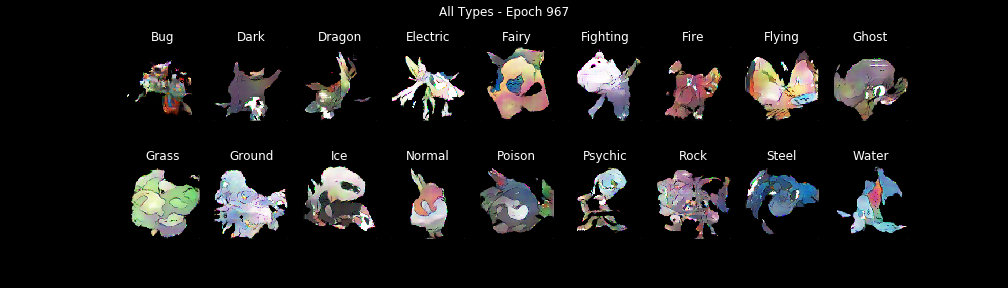 All Types - Epoch 967
Bug Dark Dragon Electric Fairy Fighting Fire Flying Ghost
Grass Ground Ice Normal Poison Psychic Rock Steel Water